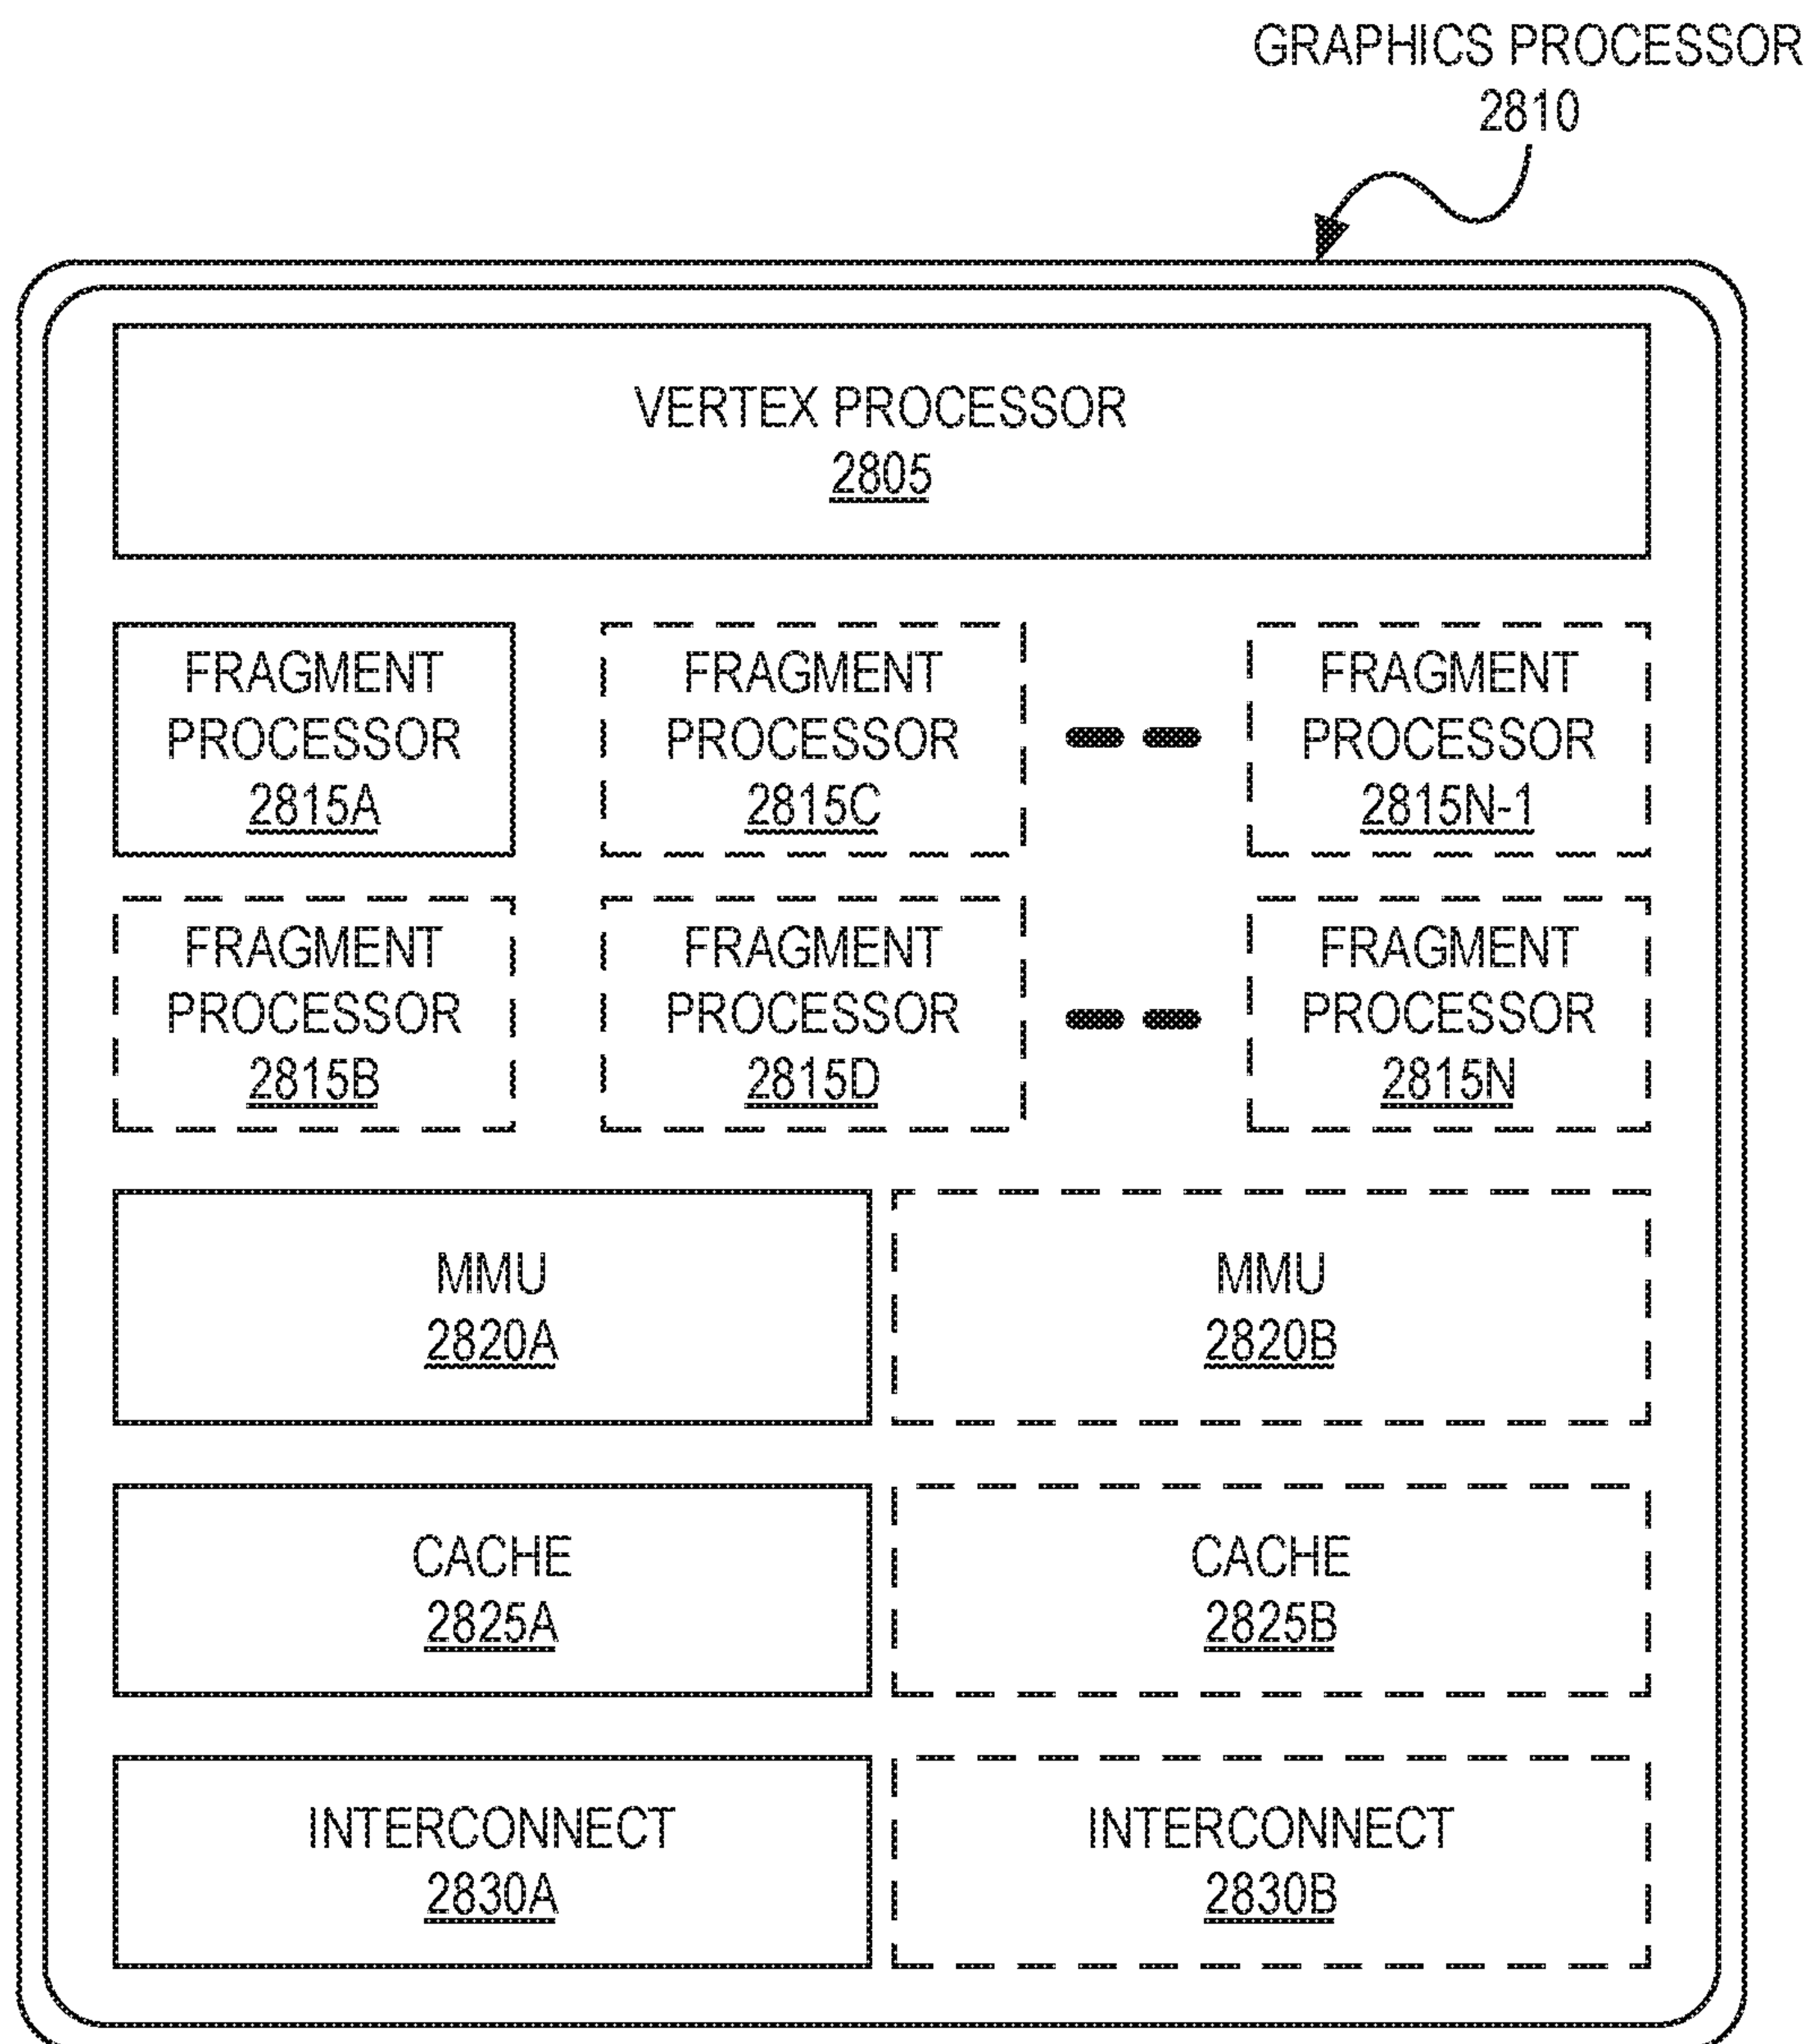 GRAPHICS PROCESSOR
2810
VERTEX PROCESSOR
2805
FRAGMENT
PROCESSOR
2815A
FRAGMENT
PROCESSOR
2815C
FRAGMENT
PROCESSOR
2815N-1
FRAGMENT
PROCESSOR
2815B
FRAGMENT
PROCESSOR
2815D
FRAGMENT
PROCESSOR
2815N
MMU
2820A
MMU
2820B
CACHE
2825A
CACHE
2825B
INTERCONNECT
2830A
INTERCONNECT
2830B